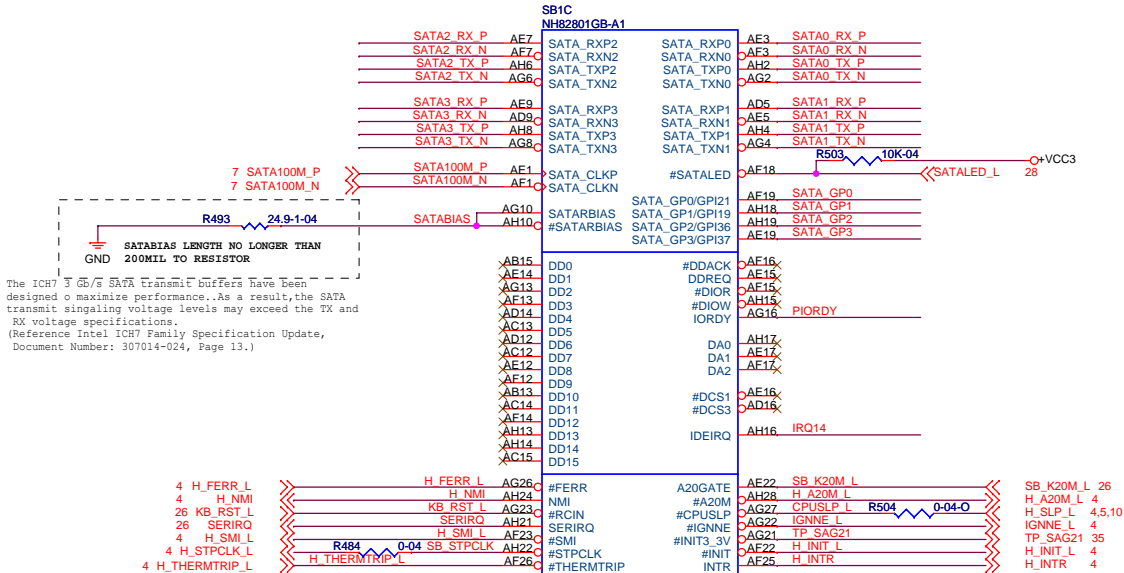 SB1C
NH82801GB-A1
SATA2_RX_P AE7 SATA_RXP2 SATA_RXP0 AE3 SATA0_RX_P
SATA2_RX_N AF7 SATA_RXN2 SATA_RXN0 AF3 SATA0_RX_N
SATA2_TX_P AH6 SATA_TXP2 SATA_TXP0 AH2 SATA0_TX_P
SATA2_TX_N AG6 SATA_TXN2 SATA_TXN0 AG2 SATA0_TX_N
SATA3_RX_P AE9 SATA_RXP3 SATA_RXP1 AD5 SATA1_RX_P
SATA3_RX_N AD9 SATA_RXN3 SATA_RXN1 AE5 SATA1_RX_N
SATA3_TX_P AH8 SATA_TXP3 SATA_TXP1 AH4 SATA1_TX_P
SATA3_TX_N AG8 SATA_TXN3 SATA_TXN1 AG4 SATA1_TX_N
R503 10K-04 +VCC3
7 SATA100M_P SATA100M_P AF1 SATA_CLKP #SATALED AF18 SATALED_L 28
7 SATA100M_N SATA100M_N AF1 SATA_CLKN
SATA_GP0/GPI21 AF19 SATA_GP0
AG10 SATARBIAS SATA_GP1/GPI19 AH18 SATA_GP1
R493 24.9-1-04 SATABIAS AH10 #SATARBIAS SATA_GP2/GPI36 AH19 SATA_GP2
SATA_GP3/GPI37 AE19 SATA_GP3
GND
SATABIAS LENGTH NO LONGER THAN
200MIL TO RESISTOR
The ICH7 3 Gb/s SATA transmit buffers have been
designed o maximize performance..As a result,the SATA
transmit singaling voltage levels may exceed the TX and
RX voltage specifications.
(Reference Intel ICH7 Family Specification Update,
Document Number: 307014-024, Page 13.)
AB15 DD0 #DDACK AF16
AE14 DD1 DDREQ AE15
AG13 DD2 #DIOR AF15
AF13 DD3 #DIOW AH15
AD14 DD4 IORDY AG16 PIORDY
AC13 DD5
AD12 DD6 DA0 AH17
AC12 DD7 DA1 AE17
AE12 DD8 DA2 AF17
AF12 DD9
AB13 DD10 #DCS1 AE16
AC14 DD11 #DCS3 AD16
AF14 DD12
AH13 DD13 IDEIRQ AH16 IRQ14
AH14 DD14
AC15 DD15
4 H_FERR_L H_FERR_L AG26 #FERR A20GATE AE22 SB_K20M_L SB_K20M_L 26
4 H_NMI H_NMI AH24 NMI #A20M AH28 H_A20M_L H_A20M_L 4
26 KB_RST_L KB_RST_L AG23 #RCIN #CPUSLP AG27 CPUSLP_L R504 0-04-O H_SLP_L 4,5,10
26 SERIRQ SERIRQ AH21 SERIRQ #IGNNE AG22 IGNNE_L IGNNE_L 4
4 H_SMI_L H_SMI_L AF23 #SMI #INIT3_3V AG21 TP_SAG21 TP_SAG21 35
4 H_STPCLK_L R484 0-04 SB_STPCLK AH22 #STPCLK #INIT AF22 H_INIT_L H_INIT_L 4
4 H_THERMTRIP_L H_THERMTRIP_L AF26 #THERMTRIP INTR AF25 H_INTR H_INTR 4